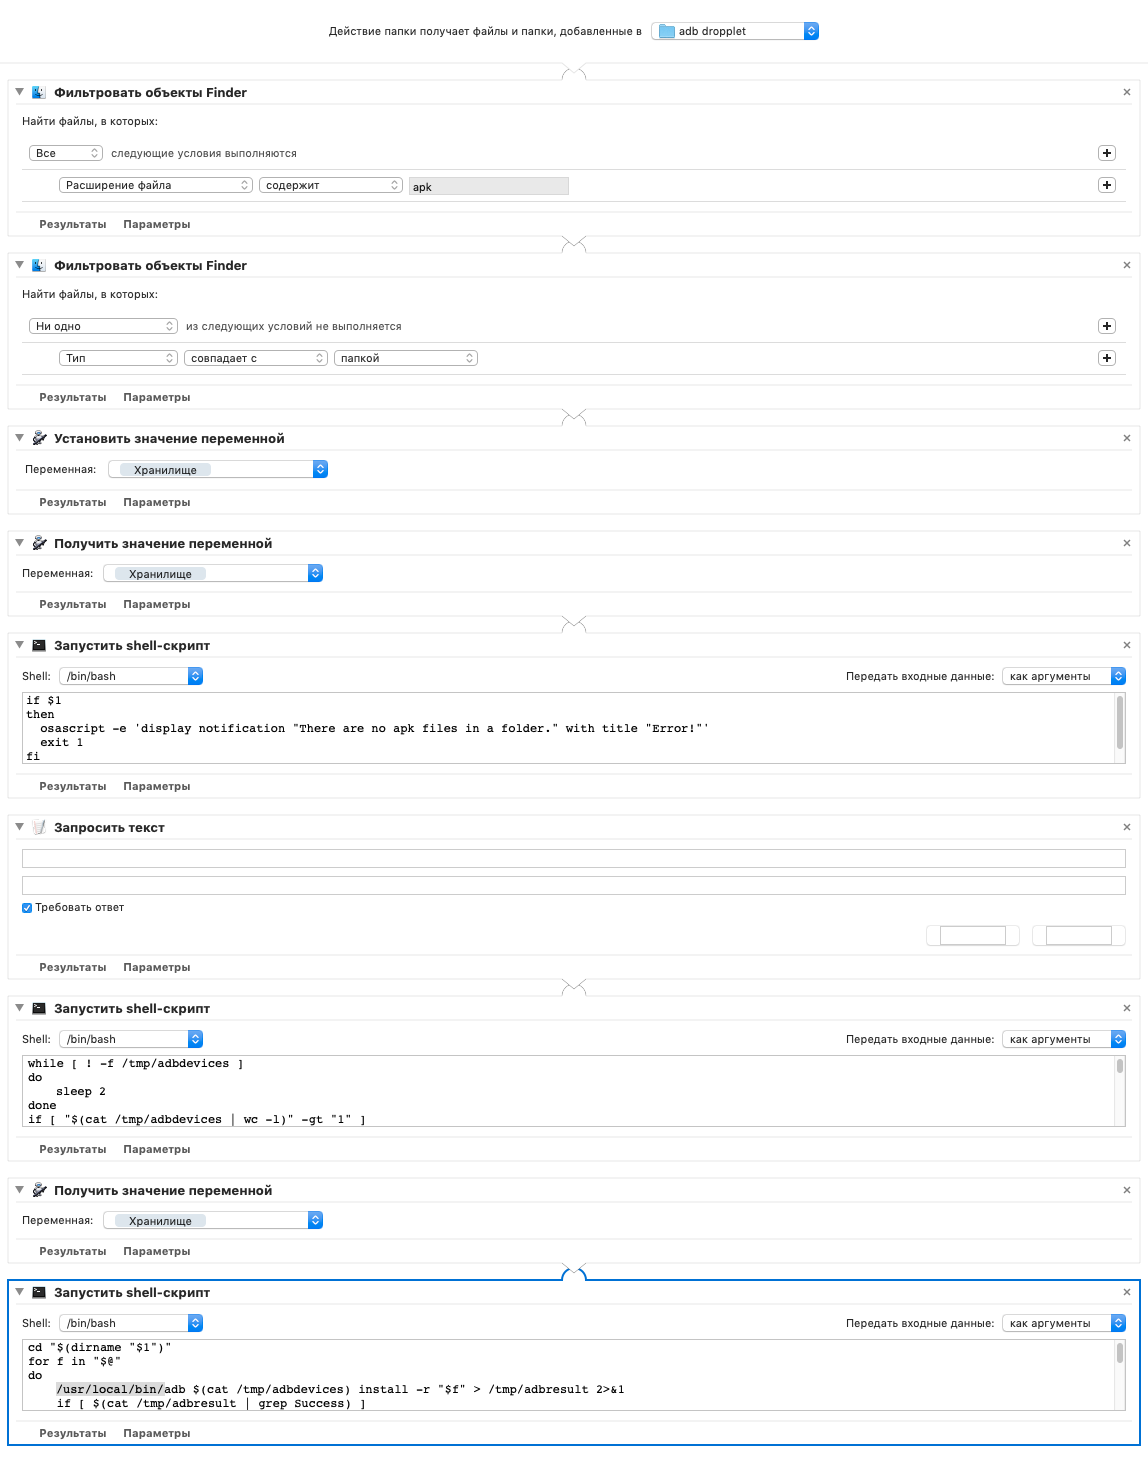 Действие папки получает файлы и папки, добавленные в adb dropplet
Фильтровать объекты Finder
Найти файлы, в которых:
Все следующие условия выполняются
Расширение файла содержит apk
Результаты Параметры
Фильтровать объекты Finder
Найти файлы, в которых:
Ни одно из следующих условий не выполняется
Тип совпадает с папкой
Результаты Параметры
Установить значение переменной
Переменная: Хранилище
Результаты Параметры
Получить значение переменной
Переменная: Хранилище
Результаты Параметры
Запустить shell-скрипт
Shell: /bin/bash Передать входные данные: как аргументы
if $1
then
osascript -e 'display notification "There are no apk files in a folder." with title "Error!"'
exit 1
fi
Результаты Параметры
Запросить текст
Требовать ответ
Результаты Параметры
Запустить shell-скрипт
Shell: /bin/bash Передать входные данные: как аргументы
while [ ! -f /tmp/adbdevices ]
do
sleep 2
done
if [ "$(cat /tmp/adbdevices | wc -l)" -gt "1" ]
Результаты Параметры
Получить значение переменной
Переменная: Хранилище
Результаты Параметры
Запустить shell-скрипт
Shell: /bin/bash Передать входные данные: как аргументы
cd "$(dirname "$1")"
for f in "$@"
do
/usr/local/bin/adb $(cat /tmp/adbdevices) install -r "$f" > /tmp/adbresult 2>&1
if [ $(cat /tmp/adbresult | grep Success) ]
Результаты Параметры